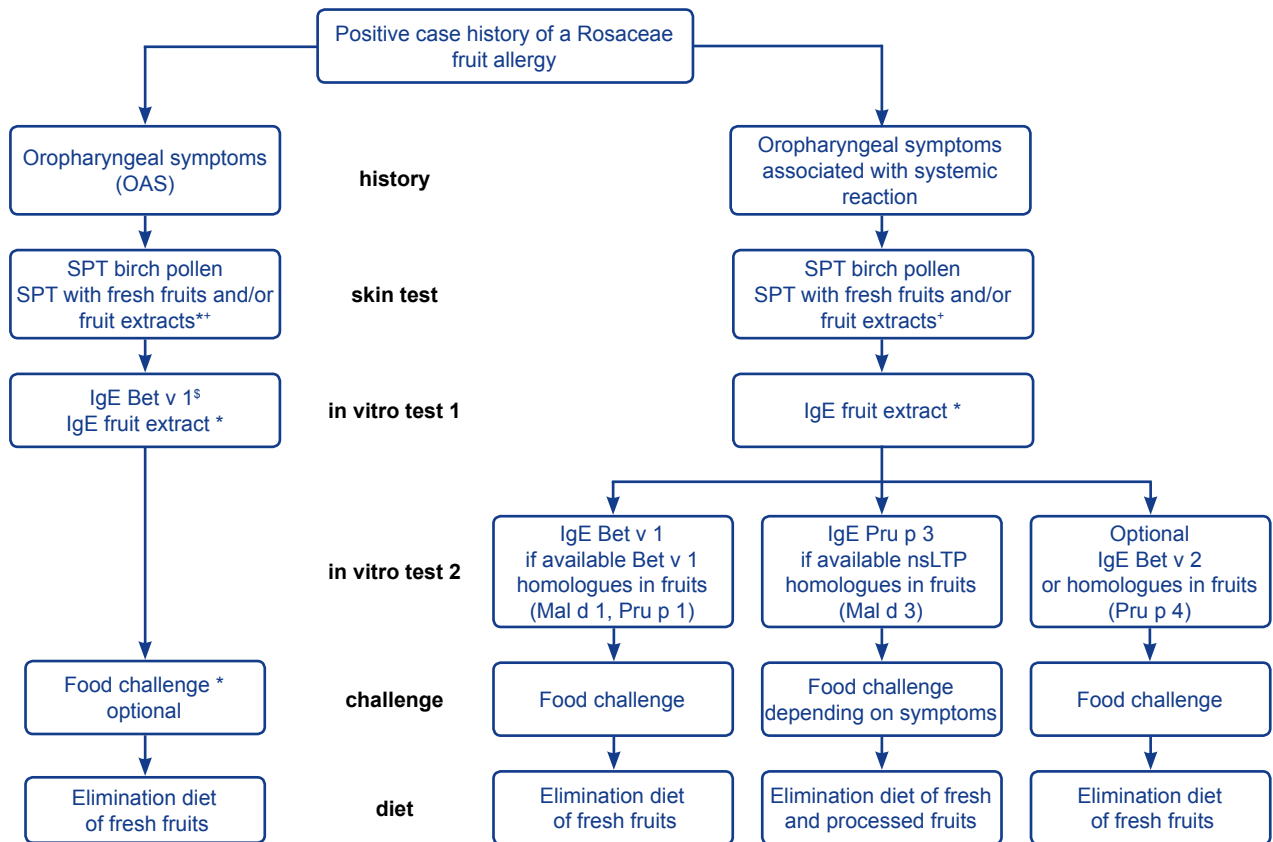 Positive case history of a Rosaceae
fruit allergy
Oropharyngeal symptoms
(OAS)
history
Oropharyngeal symptoms
associated with systemic
reaction
SPT birch pollen
SPT with fresh fruits and/or
fruit extracts*+
skin test
SPT birch pollen
SPT with fresh fruits and/or
fruit extracts+
IgE Bet v 1$
IgE fruit extract *
in vitro test 1
IgE fruit extract *
in vitro test 2
IgE Bet v 1
if available Bet v 1
homologues in fruits
(Mal d 1, Pru p 1)
IgE Pru p 3
if available nsLTP
homologues in fruits
(Mal d 3)
Optional
IgE Bet v 2
or homologues in fruits
(Pru p 4)
Food challenge *
optional
challenge
Food challenge
Food challenge
depending on symptoms
Food challenge
Elimination diet
of fresh fruits
diet
Elimination diet
of fresh fruits
Elimination diet of fresh
and processed fruits
Elimination diet
of fresh fruits